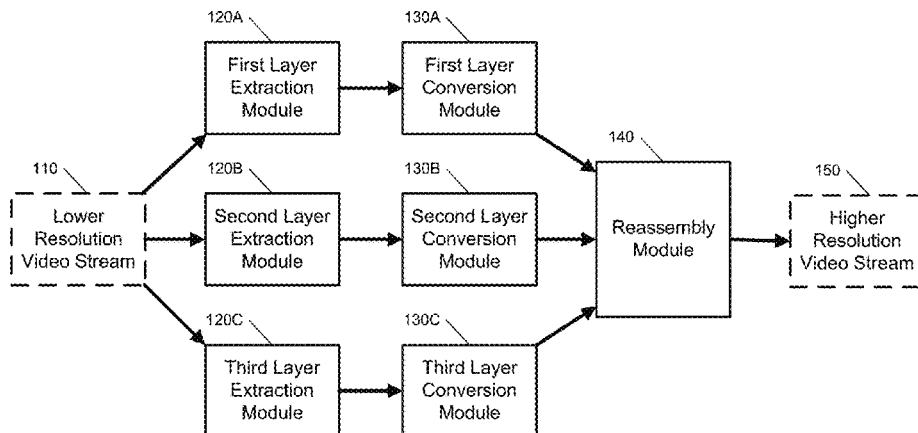 120A
First Layer
Extraction
Module
130A
First Layer
Conversion
Module
110
Lower
Resolution
Video Stream
120B
Second Layer
Extraction
Module
130B
Second Layer
Conversion
Module
140
Reassembly
Module
150
Higher
Resolution
Video Stream
120C
Third Layer
Extraction
Module
130C
Third Layer
Conversion
Module